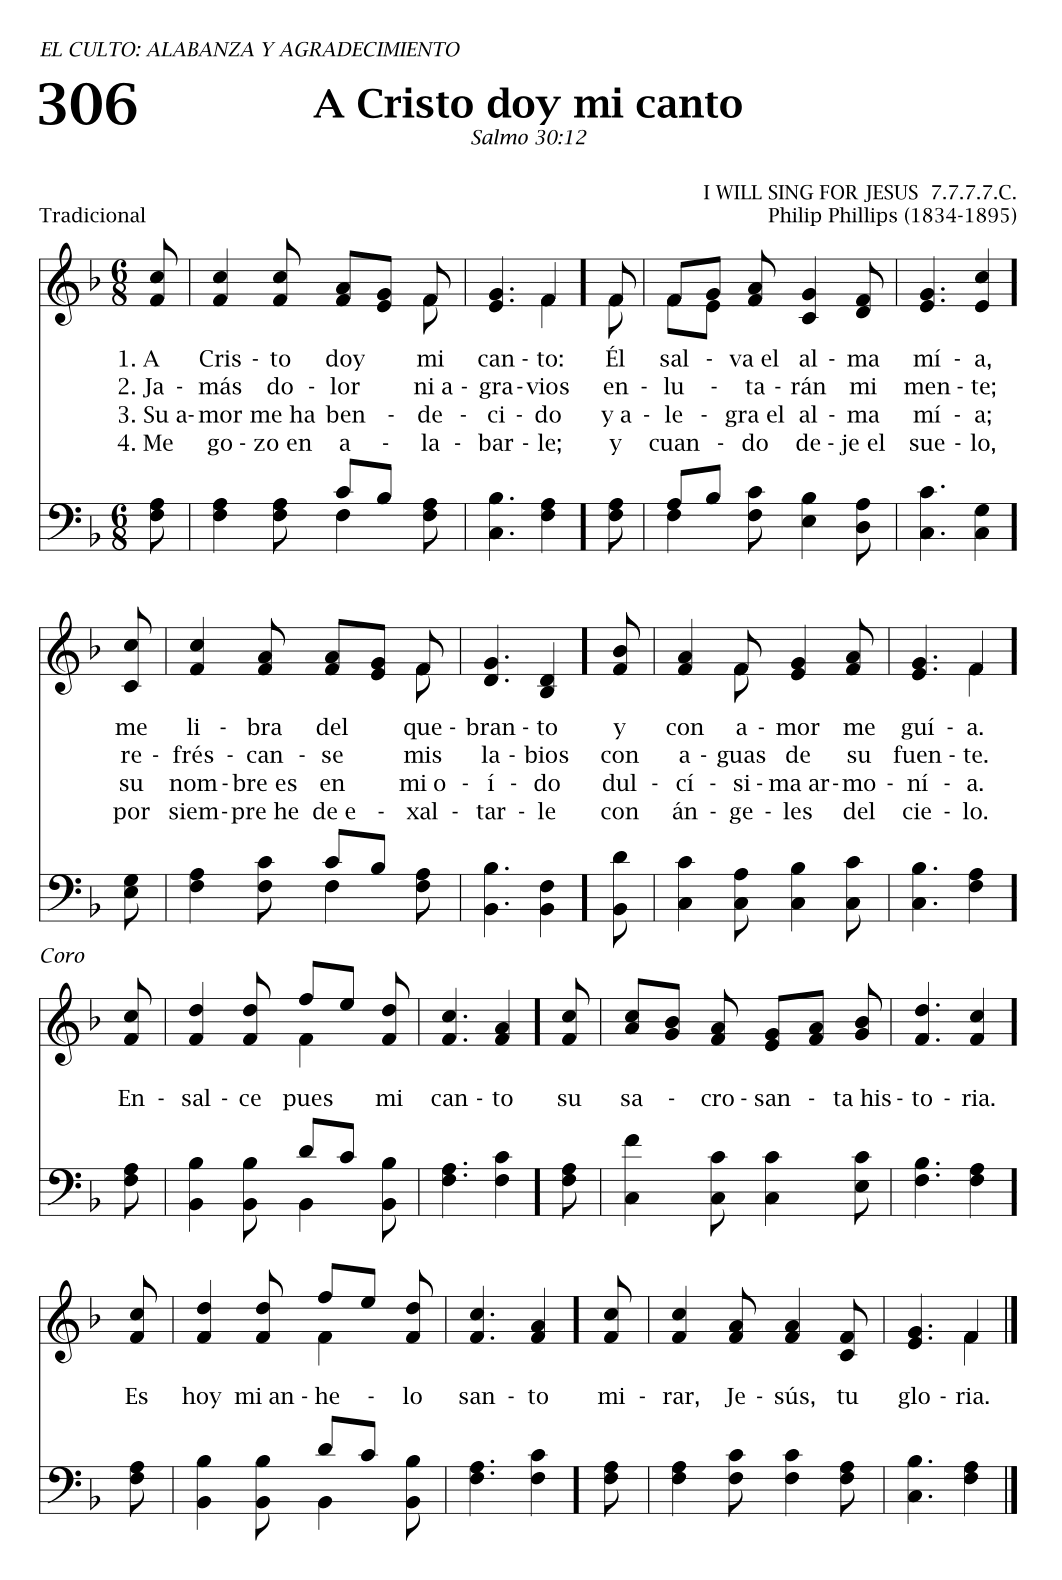 EL CULTO: ALABANZA Y AGRADECIMIENTO
306 A Cristo doy mi canto
Salmo 30:12
I WILL SING FOR JESUS 7.7.7.7.C.
Tradicional Philip Phillips (1834-1895)
1. A Cris - to doy mi can - to: Él sal - va el al - ma mí - a,
2. Ja - más do - lor ni a - gra - vios en - lu - ta - rán mi men - te;
3. Su a - mor me ha ben - de - ci - do y a - le - gra el al - ma mí - a;
4. Me go - zo en a - la - bar - le; y cuan - do de - je el sue - lo,
me li - bra del que - bran - to y con a - mor me guí - a.
re - frés - can - se mis la - bios con a - guas de su fuen - te.
su nom - bre es en mi o - í - do dul - cí - si - ma ar - mo - ní - a.
por siem - pre he de e - xal - tar - le con án - ge - les del cie - lo.
Coro
En - sal - ce pues mi can - to su sa - cro - san - ta his - to - ria.
Es hoy mi an - he - lo san - to mi - rar, Je - sús, tu glo - ria.